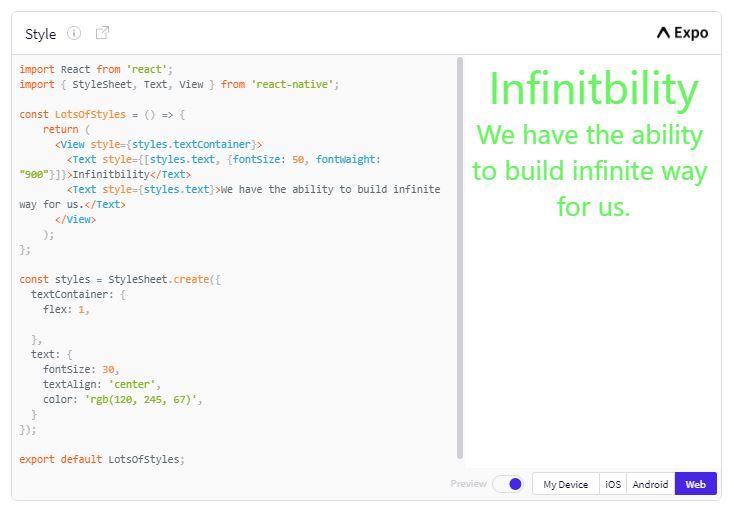 Style
Expo
import React from 'react';
import { StyleSheet, Text, View } from 'react-native';
const LotsOfStyles = () => {
return (
<View style={styles.textContainer}>
<Text style={[styles.text, {fontSize: 50, fontWaight:
"900"}]}>Infinitbility</Text>
<Text style={styles.text}>We have the ability to build infinite
way for us.</Text>
</View>
);
};
const styles = StyleSheet.create({
textContainer: {
flex: 1,
},
text: {
fontSize: 30,
textAlign: 'center',
color: 'rgb(120, 245, 67)',
}
});
export default LotsOfStyles;
Infinitbility
We have the ability
to build infinite way
for us.
Preview
My Device
iOS
Android
Web